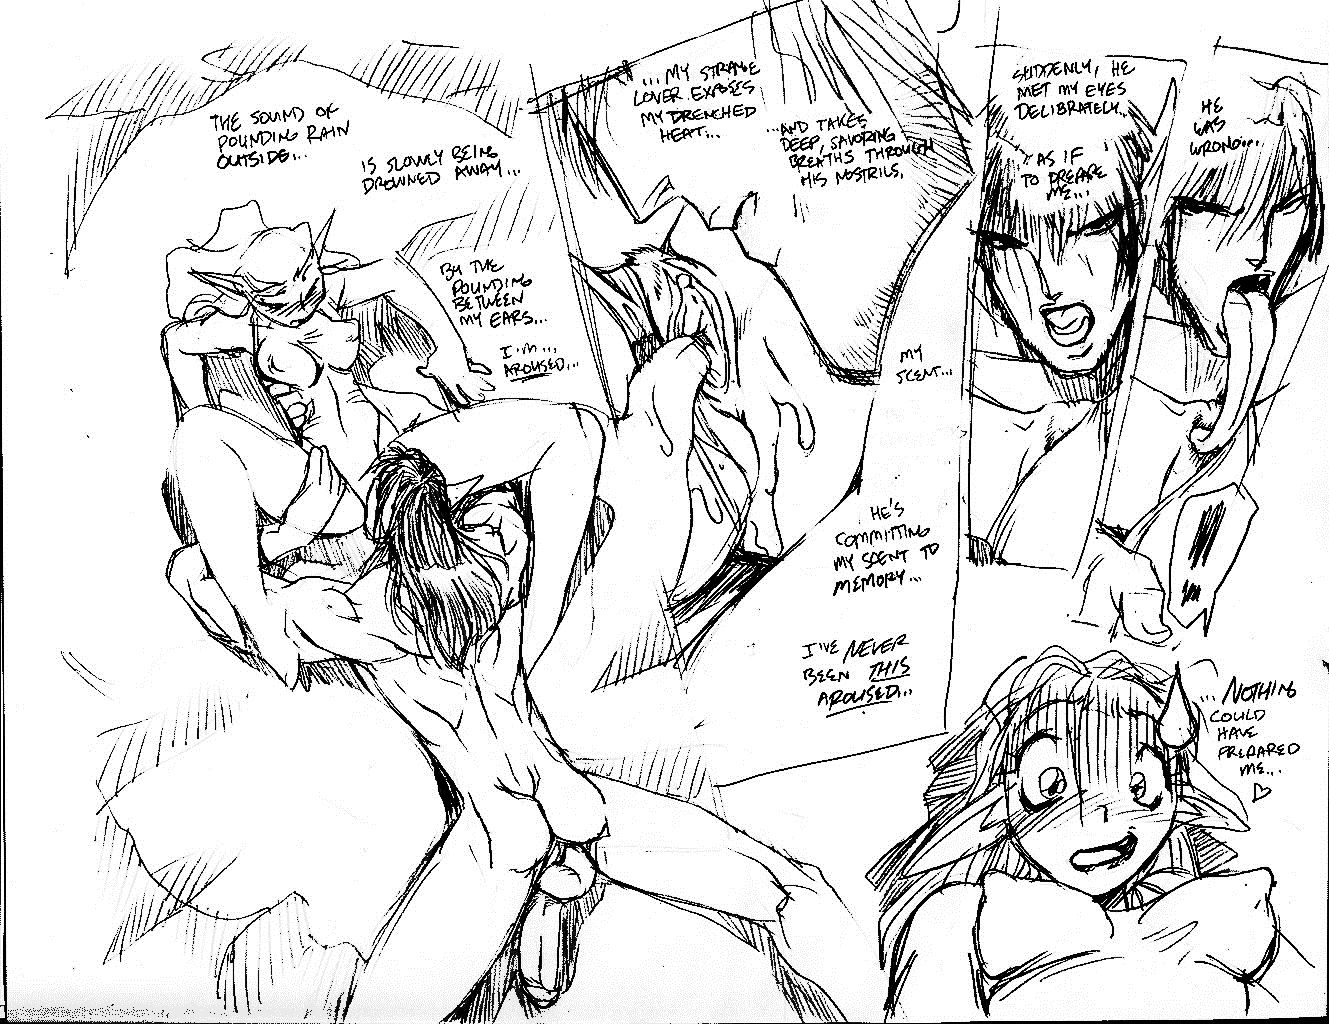 THE SOUND OF
POUNDING RAIN
OUTSIDE...
IS SLOWLY BEING
DROWNED AWAY...
BY THE
POUNDING
BETWEEN
MY EARS...
I'M...
AROUSED...
...MY STRANGE
LOVER EXPOSES
MY DRENCHED
HEAT...
...AND TAKES
DEEP, SAVORING
BREATHS THROUGH
HIS NOSTRILS.
MY
SCENT...
HE'S
COMMITTING
MY SCENT TO
MEMORY...
I'VE NEVER
BEEN THIS
AROUSED...
SUDDENLY, HE
MET MY EYES
DELIBRATELY...
AS IF
TO PREPARE
ME...
HE
WAS
WRONG...
...NOTHING
COULD
HAVE
PREPARED
ME...
♡